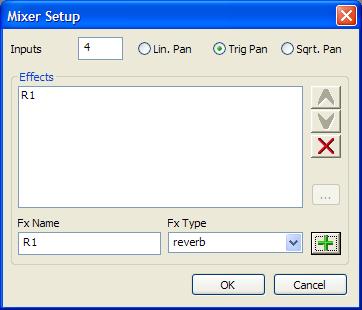 Mixer Setup
Inputs 4 Lin. Pan Trig Pan Sqrt. Pan
Effects
R1
...
Fx Name Fx Type
R1 reverb
OK Cancel